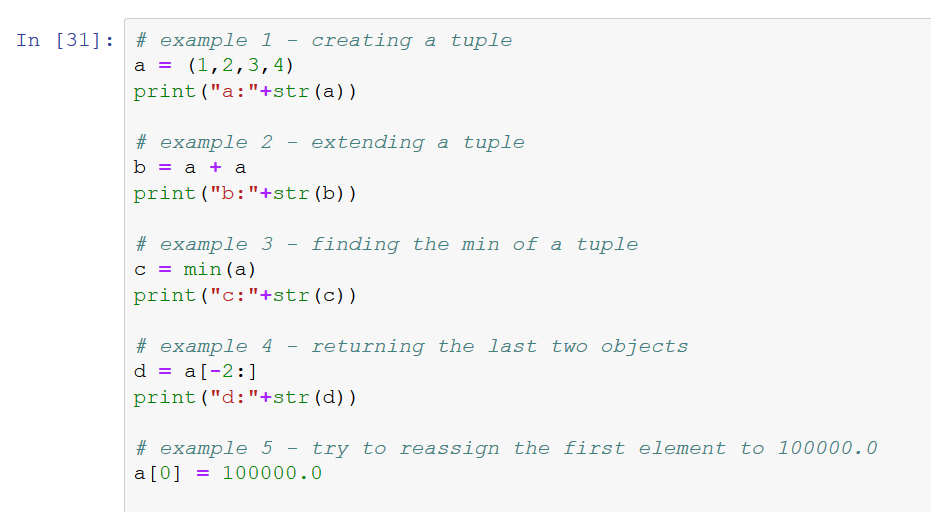 In [31]:
# example 1 - creating a tuple
a = (1,2,3,4)
print("a:"+str(a))
# example 2 - extending a tuple
b = a + a
print("b:"+str(b))
# example 3 - finding the min of a tuple
c = min(a)
print("c:"+str(c))
# example 4 - returning the last two objects
d = a[-2:]
print("d:"+str(d))
# example 5 - try to reassign the first element to 100000.0
a[0] = 100000.0